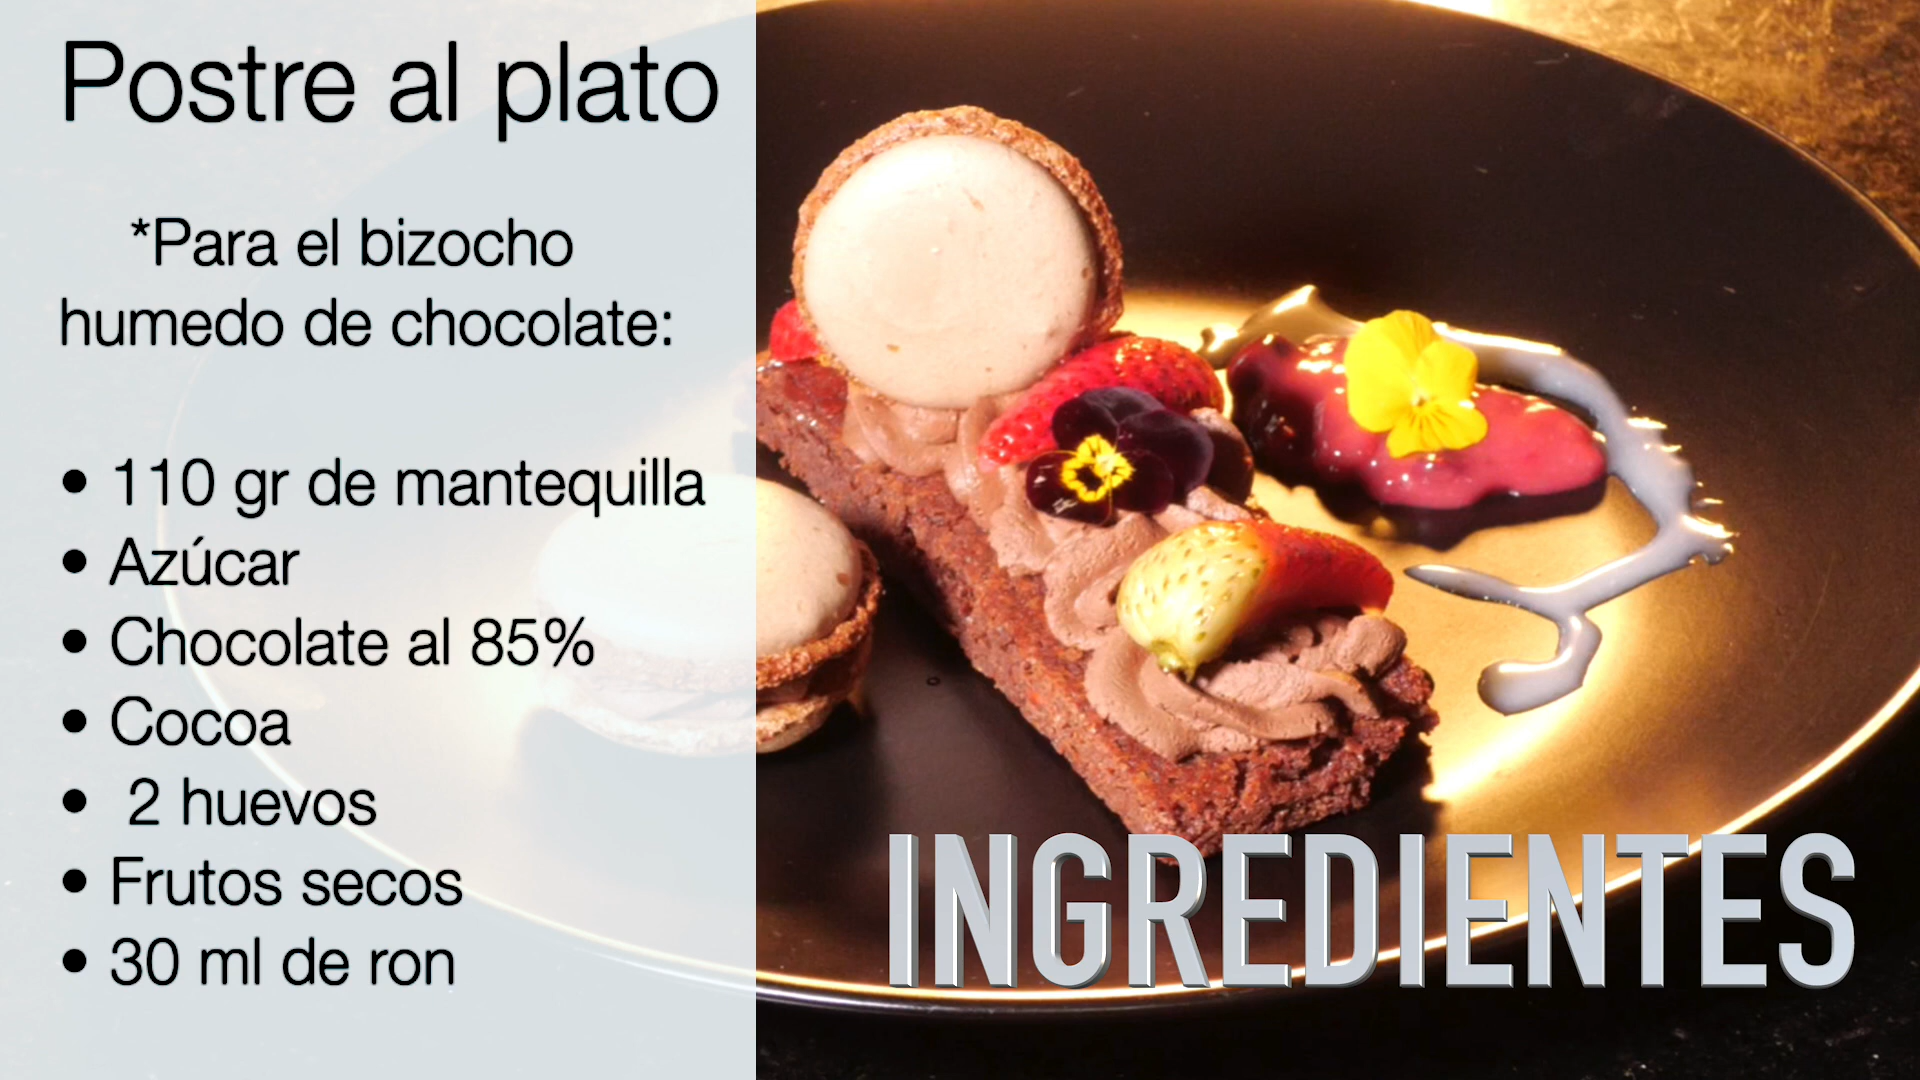 Postre al plato
*Para el bizocho
humedo de chocolate:
• 110 gr de mantequilla
• Azúcar
• Chocolate al 85%
• Cocoa
• 2 huevos
• Frutos secos
• 30 ml de ron
INGREDIENTES